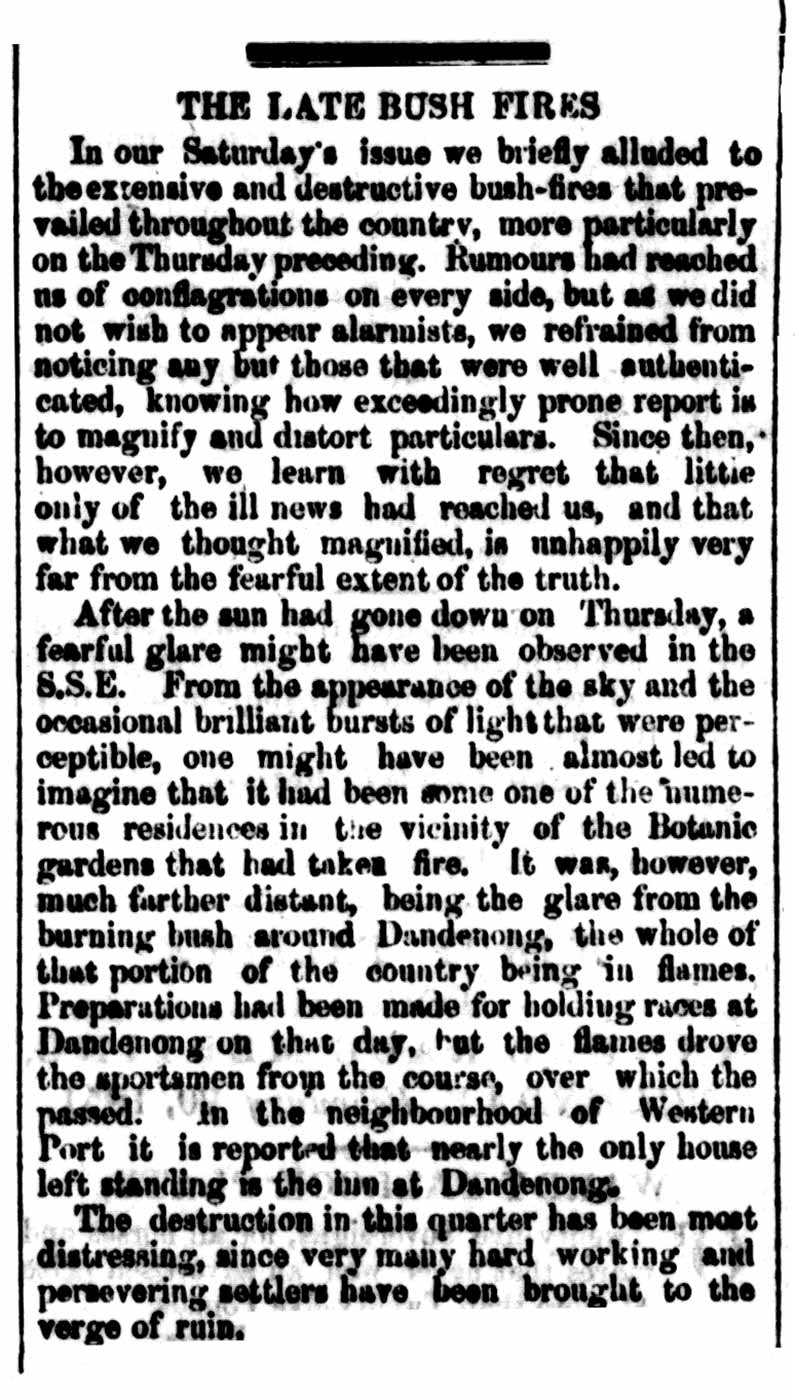 THE LATE BUSH FIRES
In our Saturday's issue we briefly alluded to
the extensive and destructive bush-fires that pre-
vailed throughout the country, more particularly
on the Thursday preceding. Rumours had reached
us of conflagrations on every side, but as we did
not wish to appear alarmists, we refrained from
noticing any but those that were well authenti-
cated, knowing how exceedingly prone report is
to magnify and distort particulars. Since then,
however, we learn with regret that little
only of the ill news had reached us, and that
what we thought magnified, is unhappily very
far from the fearful extent of the truth.
After the sun had gone down on Thursday, a
fearful glare might have been observed in the
S.S.E. From the appearance of the sky and the
occasional brilliant bursts of light that were per-
ceptible, one might have been almost led to
imagine that it had been some one of the nume-
rous residences in the vicinity of the Botanic
gardens that had taken fire. It was, however,
much farther distant, being the glare from the
burning bush around Dandenong, the whole of
that portion of the country being in flames.
Preparations had been made for holding races at
Dandenong on that day, but the flames drove
the sportsmen from the course, over which the
passed. In the neighbourhood of Western
Port it is reported that nearly the only house
left standing is the inn at Dandenong.
The destruction in this quarter has been most
distressing, since very many hard working and
persevering settlers have been brought to the
verge of ruin.